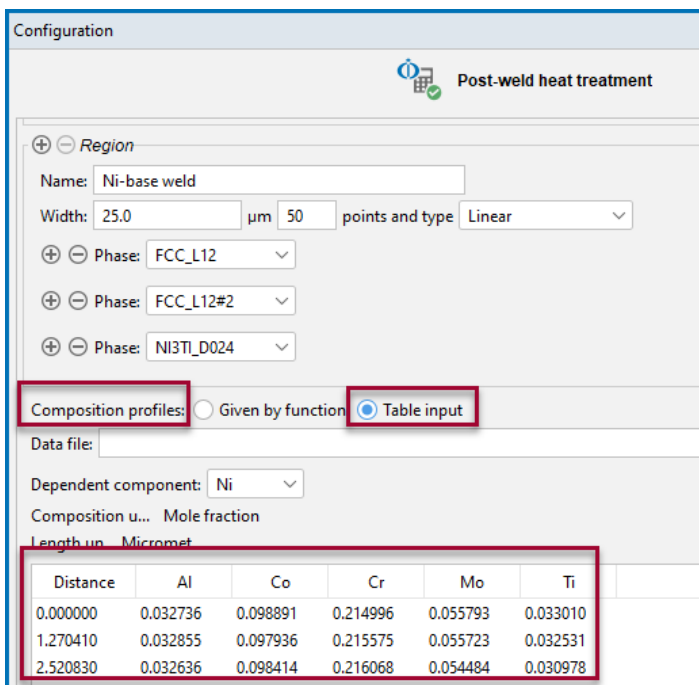 Configuration
Post-weld heat treatment
Region
Name: Ni-base weld
Width: 25.0 µm 50 points and type Linear
Phase: FCC_L12
Phase: FCC_L12#2
Phase: NI3TI_D024
Composition profiles: Given by function Table input
Data file:
Dependent component: Ni
Composition u... Mole fraction
Length un... Micromet...
Distance Al Co Cr Mo Ti
0.000000 0.032736 0.098891 0.214996 0.055793 0.033010
1.270410 0.032855 0.097936 0.215575 0.055723 0.032531
2.520830 0.032636 0.098414 0.216068 0.054484 0.030978